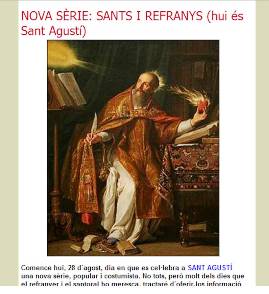 NOVA SÈRIE: SANTS I REFRANYS (hui és
Sant Agustí)
Comence hui, 28 d´agost, dia en que es cel·lebra a SANT AGUSTÍ
una nova sèrie, popular i costumista. No tots, però molt dels dies que
el refranyer i el santoral ho meresca, tractaré d´oferir-los informació